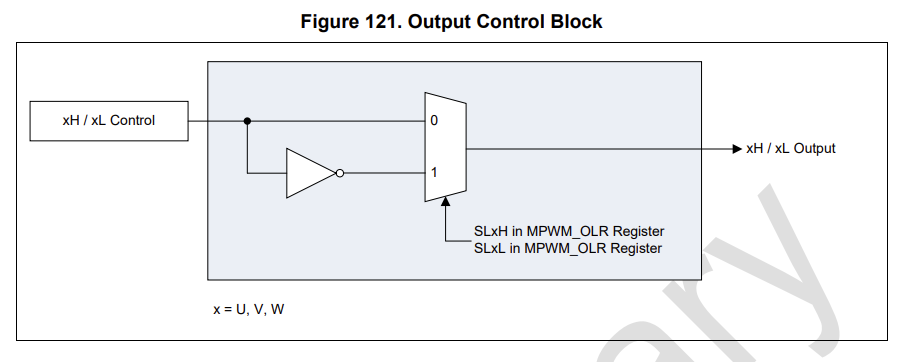 Figure 121. Output Control Block
xH / xL Control
0
xH / xL Output
1
SLxH in MPWM_OLR Register
SLxL in MPWM_OLR Register
x = U, V, W
ary